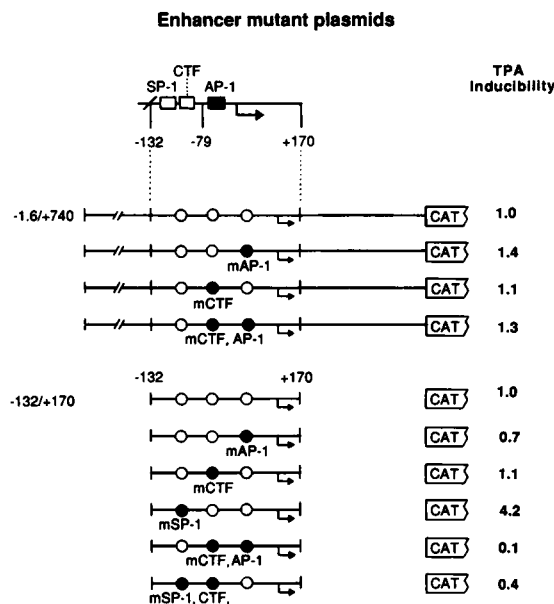 Enhancer mutant plasmids
TPA
Inducibility
CTF
SP-1 AP-1
-132 -79 +170
-1.6/+740 CAT 1.0
CAT 1.4
mAP-1
CAT 1.1
mCTF
CAT 1.3
mCTF, AP-1
-132 +170
-132/+170 CAT 1.0
CAT 0.7
mAP-1
CAT 1.1
mCTF
CAT 4.2
mSP-1
CAT 0.1
mCTF, AP-1
CAT 0.4
mSP-1, CTF,